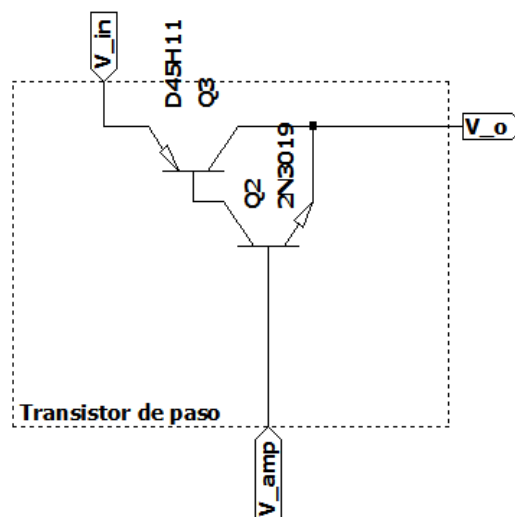 V_in
D45H11
Q3
V_o
Q2
2N3019
Transistor de paso
V_amp